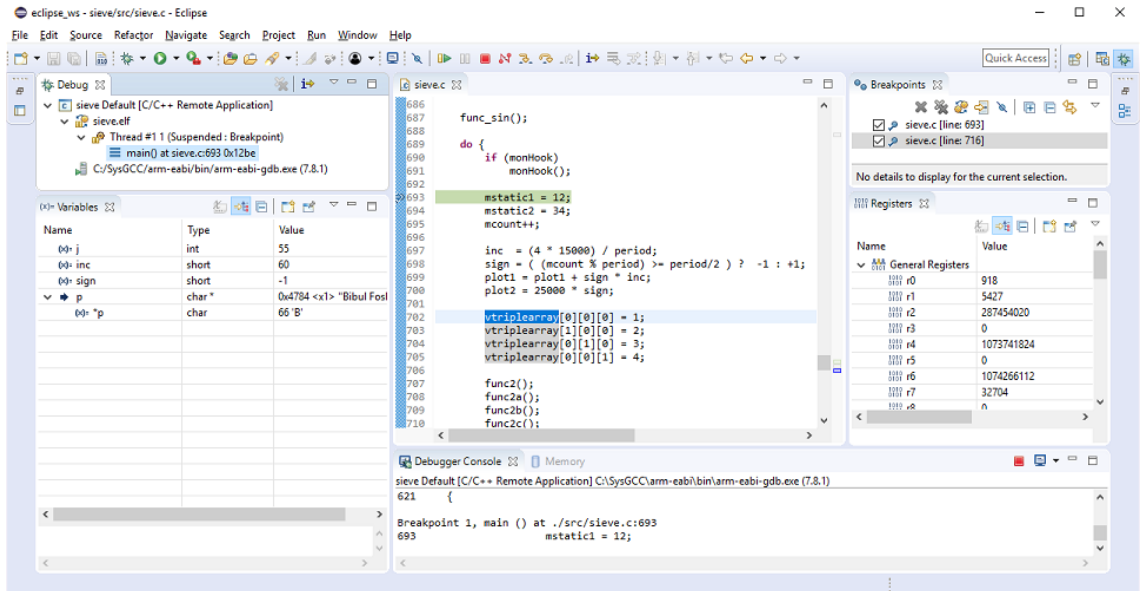 eclipse_ws - sieve/src/sieve.c - Eclipse
File Edit Source Refactor Navigate Search Project Run Window Help
Quick Access
Debug
sieve Default [C/C++ Remote Application]
sieve.elf
Thread #1 1 (Suspended : Breakpoint)
main() at sieve.c:693 0x12be
C:/SysGCC/arm-eabi/bin/arm-eabi-gdb.exe (7.8.1)
(x)= Variables
Name Type Value
(x)= j int 55
(x)= inc short 60
(x)= sign short -1
p char * 0x4784 <x1> "Bibul Fosl
(x)= *p char 66 'B'
sieve.c
686
687 func_sin();
688
689 do {
690 if (monHook)
691 monHook();
692
693 mstatic1 = 12;
694 mstatic2 = 34;
695 mcount++;
696
697 inc = (4 * 15000) / period;
698 sign = ( (mcount % period) >= period/2 ) ? -1 : +1;
699 plot1 = plot1 + sign * inc;
700 plot2 = 25000 * sign;
701
702 vtriplearray[0][0][0] = 1;
703 vtriplearray[1][0][0] = 2;
704 vtriplearray[0][1][0] = 3;
705 vtriplearray[0][0][1] = 4;
706
707 func2();
708 func2a();
709 func2b();
710 func2c();
Breakpoints
sieve.c [line: 693]
sieve.c [line: 716]
No details to display for the current selection.
1010 0101 Registers
Name Value
General Registers
r0 918
r1 5427
r2 287454020
r3 0
r4 1073741824
r5 0
r6 1074266112
r7 32704
r8 0
Debugger Console Memory
sieve Default [C/C++ Remote Application] C:\SysGCC\arm-eabi\bin\arm-eabi-gdb.exe (7.8.1)
621 {
Breakpoint 1, main () at ./src/sieve.c:693
693 mstatic1 = 12;